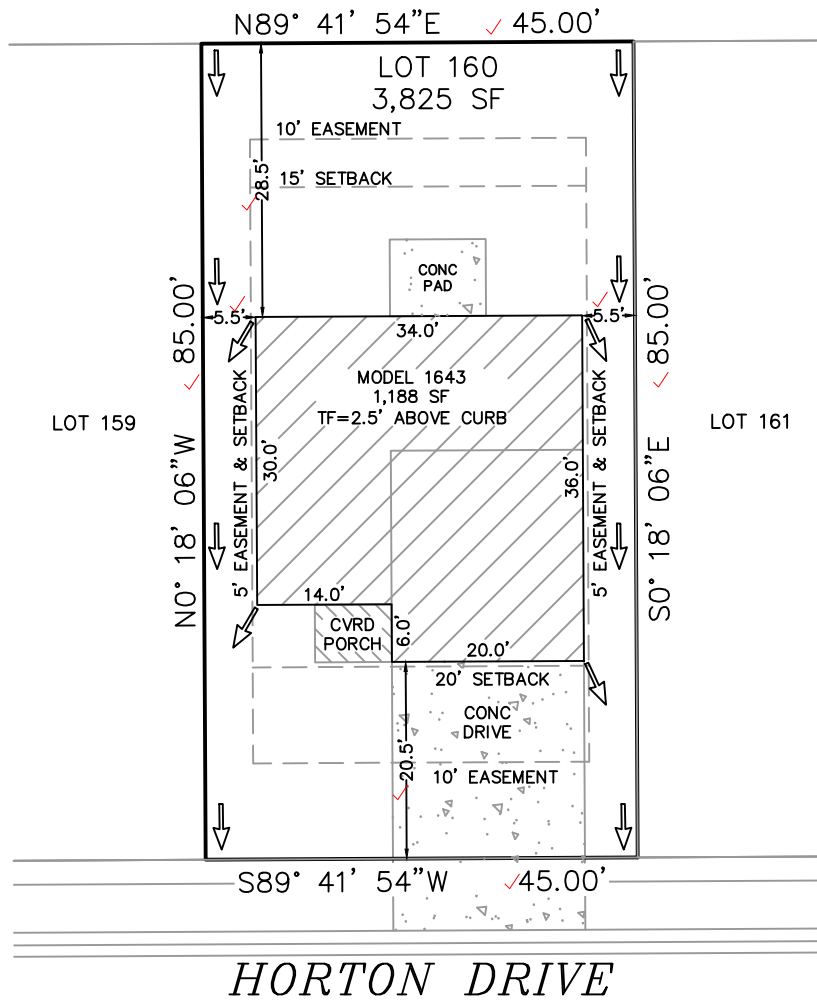 N89° 41' 54"E 45.00'
LOT 160
3,825 SF
10' EASEMENT
28.5'
15' SETBACK
CONC
PAD
5.5'
5.5'
34.0'
N0° 18' 06"W 85.00'
S0° 18' 06"E 85.00'
MODEL 1643
1,188 SF
TF=2.5' ABOVE CURB
LOT 159
LOT 161
5' EASEMENT & SETBACK
30.0'
36.0'
5' EASEMENT & SETBACK
14.0'
CVRD
PORCH
6.0'
20.0'
20' SETBACK
CONC
DRIVE
20.5'
10' EASEMENT
S89° 41' 54"W 45.00'
HORTON DRIVE